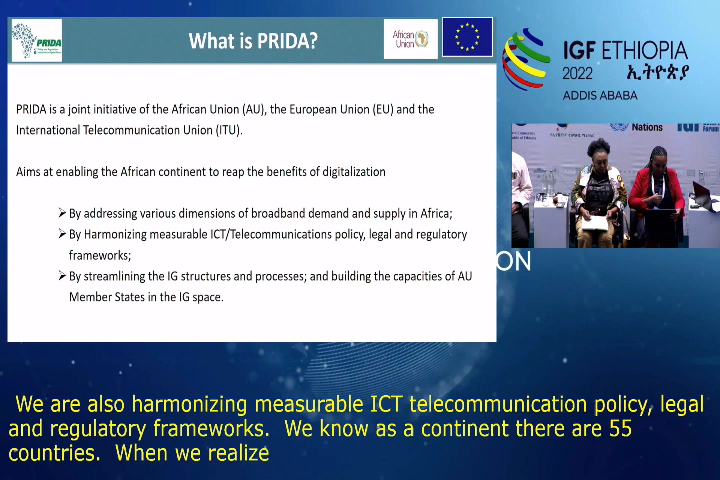 PRIDA
What is PRIDA?
African
Union
PRIDA is a joint initiative of the African Union (AU), the European Union (EU) and the
International Telecommunication Union (ITU).
Aims at enabling the African continent to reap the benefits of digitalization
➢ By addressing various dimensions of broadband demand and supply in Africa;
➢ By Harmonizing measurable ICT/Telecommunications policy, legal and regulatory
frameworks;
➢ By streamlining the IG structures and processes; and building the capacities of AU
Member States in the IG space.
IGF ETHIOPIA
2022 ኢትዮጵያ
ADDIS ABABA
Nations
ON
We are also harmonizing measurable ICT telecommunication policy, legal
and regulatory frameworks. We know as a continent there are 55
countries. When we realize